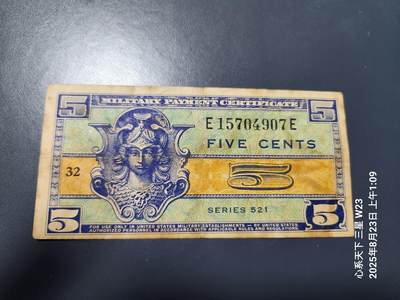 5
5
MILITARY PAYMENT CERTIFICATE
E15704907E
FIVE CENTS
32
5
SERIES 521
5
5
FOR USE ONLY IN UNITED STATES MILITARY ESTABLISHMENTS - BY UNITED STATES
AUTHORIZED PERSONNEL IN ACCORDANCE WITH APPLICABLE RULES AND REGULATIONS.
心系天下 三星 W23
2025年8月23日 上午1:09